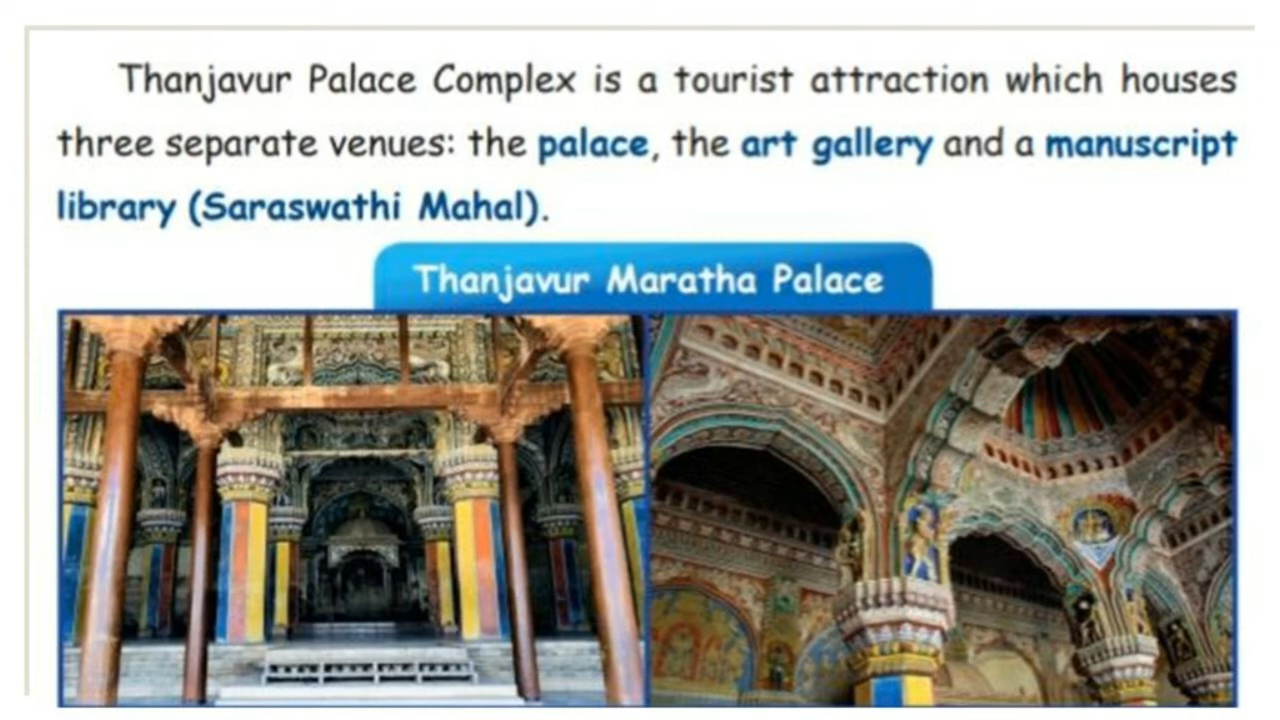 Thanjavur Palace Complex is a tourist attraction which houses
three separate venues: the palace, the art gallery and a manuscript
library (Saraswathi Mahal).
Thanjavur Maratha Palace